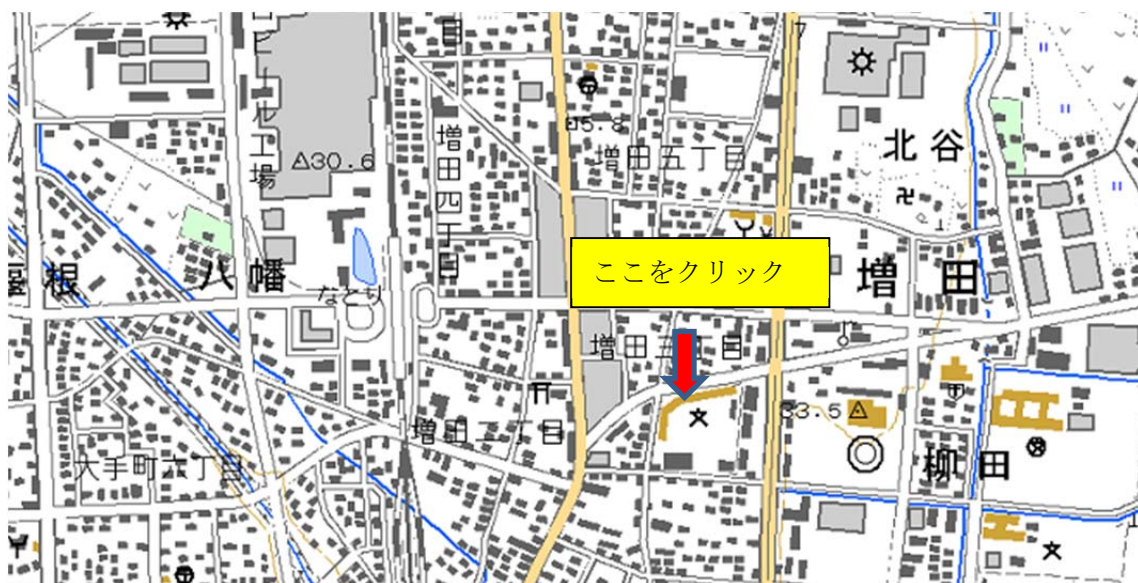 ビール工場
△30.6
増田四丁目
5.8
増田五丁目
北谷
ここをクリック
八幡
なとり
増田
増田三丁目
33.5
増田二丁目
大手町六丁目
柳田